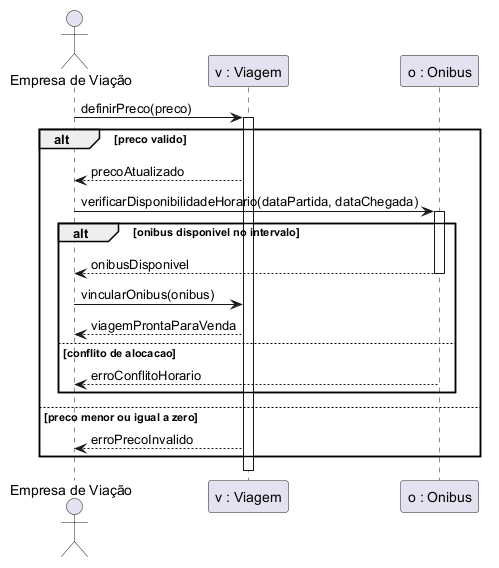 Empresa de Viação
v : Viagem
o : Onibus
definirPreco(preco)
alt
[preco valido]
precoAtualizado
verificarDisponibilidadeHorario(dataPartida, dataChegada)
alt
[onibus disponivel no intervalo]
onibusDisponivel
vincularOnibus(onibus)
viagemProntaParaVenda
[conflito de alocacao]
erroConflitoHorario
[preco menor ou igual a zero]
erroPrecoInvalido
Empresa de Viação
v : Viagem
o : Onibus